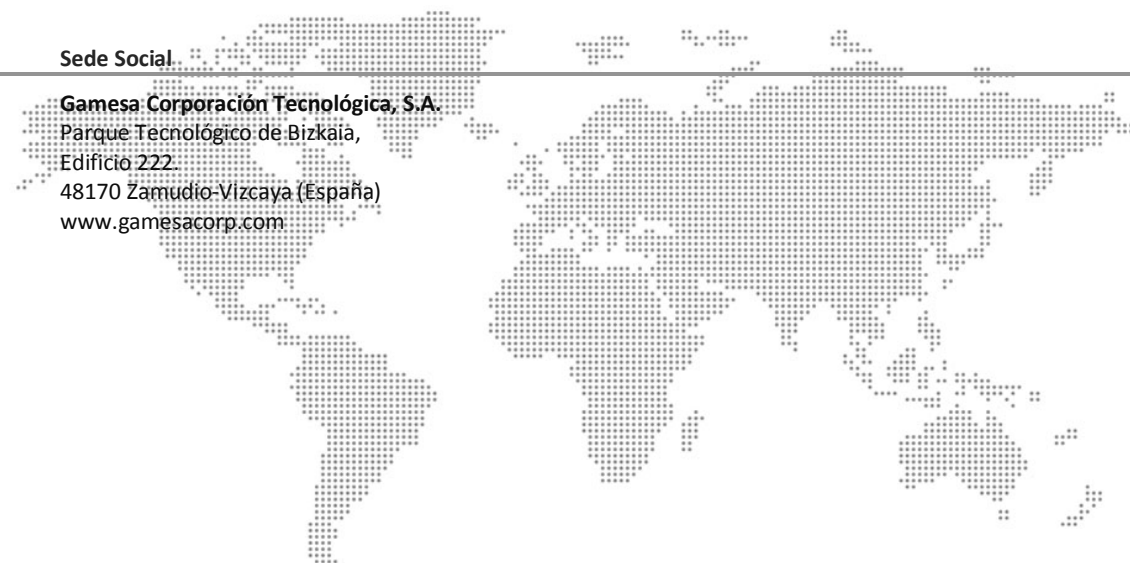 Sede Social
Gamesa Corporación Tecnológica, S.A.
Parque Tecnológico de Bizkaia,
Edificio 222.
48170 Zamudio-Vizcaya (España)
www.gamesacorp.com